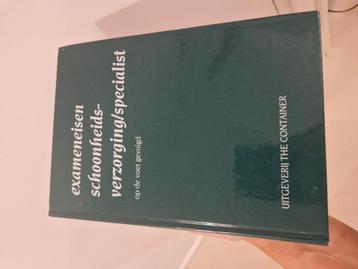 exameneisen
schoonheids-
verzorging/specialist
op de voet gevolgd
UITGEVERIJ THE CONTAINER